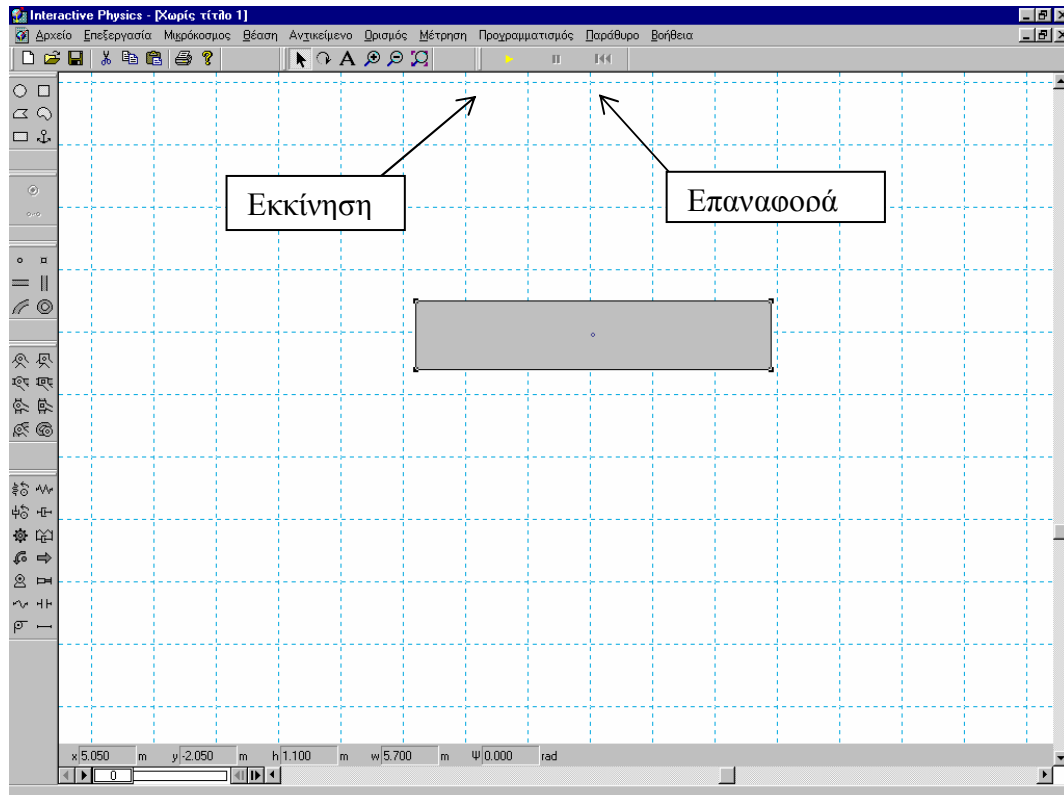 Interactive Physics - [Χωρίς τίτλο 1]
Αρχείο Επεξεργασία Μικρόκοσμος Θέαση Αντικείμενο Ορισμός Μέτρηση Προγραμματισμός Παράθυρο Βοήθεια
A
Εκκίνηση
Επαναφορά
x 5.050 m y -2.050 m h 1.100 m w 5.700 m Ψ 0.000 rad
0